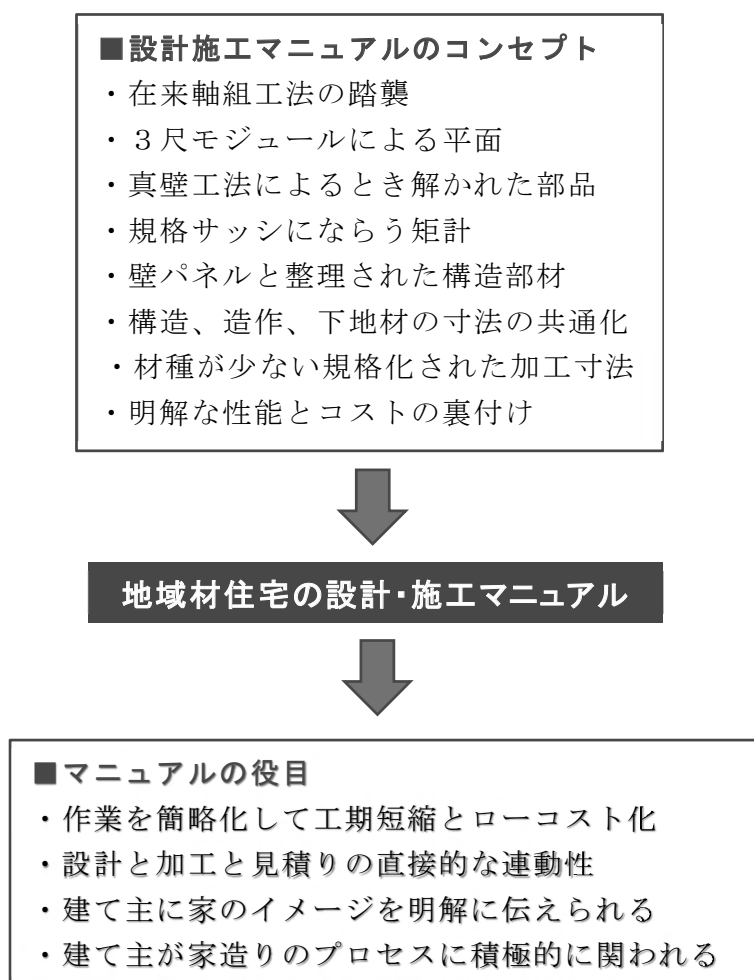 ■設計施工マニュアルのコンセプト
・在来軸組工法の踏襲
・３尺モジュールによる平面
・真壁工法によるとき解かれた部品
・規格サッシにならう矩計
・壁パネルと整理された構造部材
・構造、造作、下地材の寸法の共通化
・材種が少ない規格化された加工寸法
・明解な性能とコストの裏付け
地域材住宅の設計・施工マニュアル
■マニュアルの役目
・作業を簡略化して工期短縮とローコスト化
・設計と加工と見積りの直接的な連動性
・建て主に家のイメージを明解に伝えられる
・建て主が家造りのプロセスに積極的に関われる